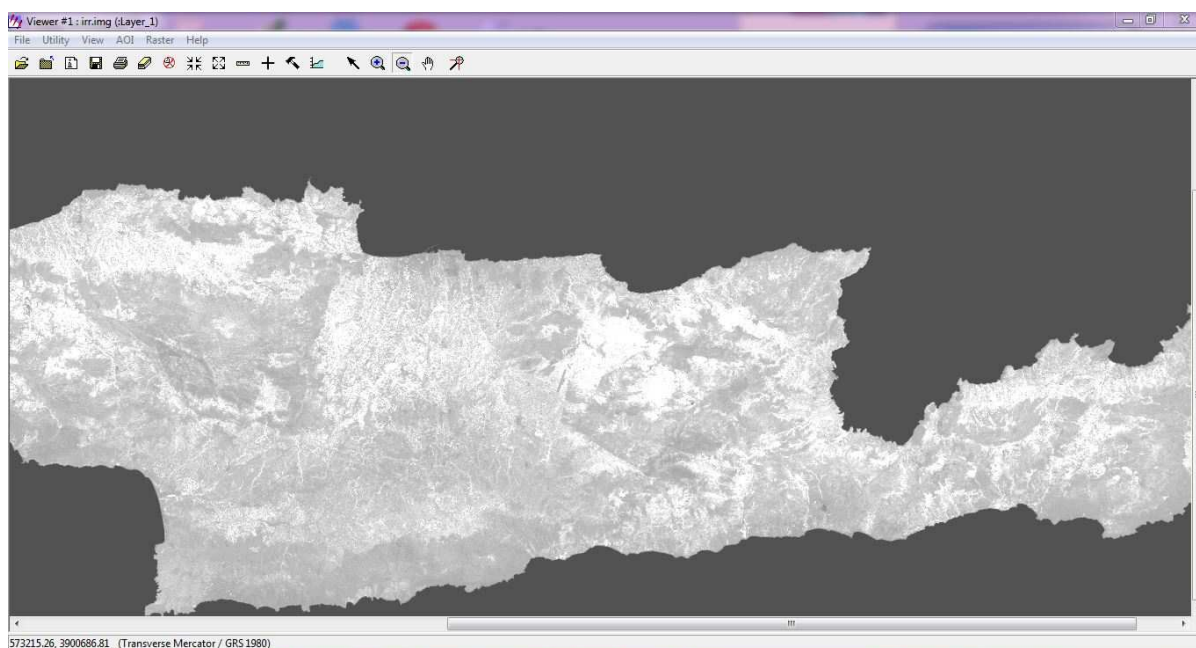 Viewer #1 : irr.img (:Layer_1)
File Utility View AOI Raster Help
573215.26, 3900686.81 (Transverse Mercator / GRS 1980)